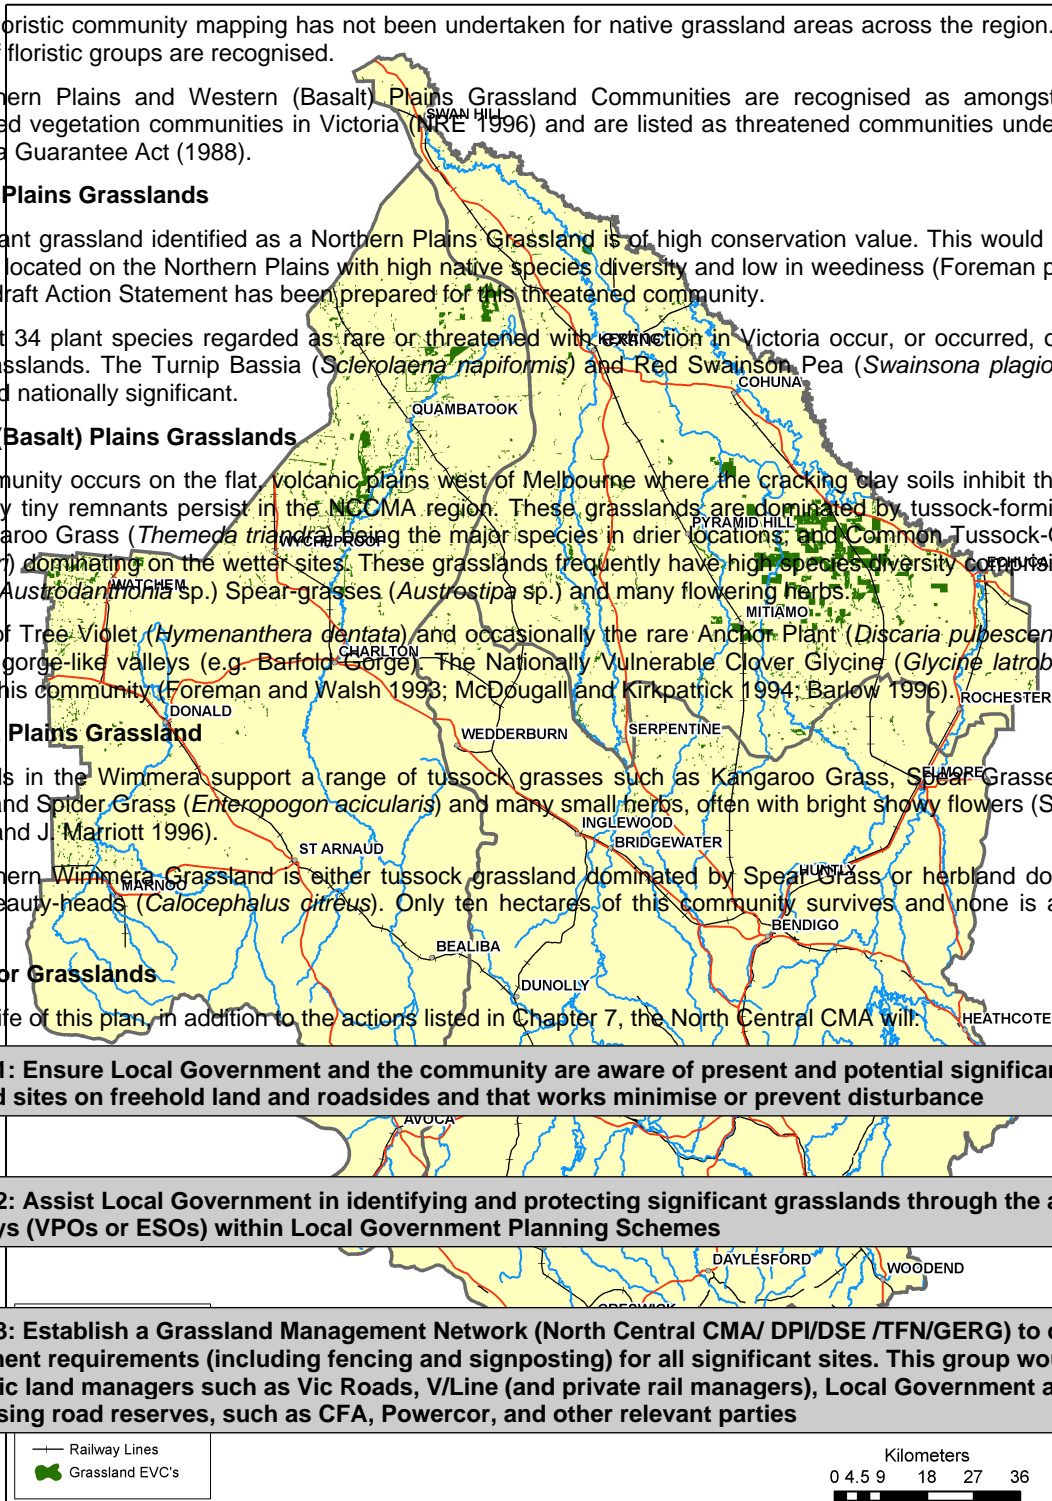 oristic community mapping has not been undertaken for native grassland areas across the region.
floristic groups are recognised.
hern Plains and Western (Basalt) Plains Grassland Communities are recognised as amongst
ed vegetation communities in Victoria (NRE 1996) and are listed as threatened communities unde
a Guarantee Act (1988).
Plains Grasslands
ant grassland identified as a Northern Plains Grassland is of high conservation value. This would
located on the Northern Plains with high native species diversity and low in weediness (Foreman p
draft Action Statement has been prepared for this threatened community.
t 34 plant species regarded as rare or threatened with extinction in Victoria occur, or occurred, o
asslands. The Turnip Bassia (Sclerolaena napiformis) and Red Swainson Pea (Swainsona plagio
d nationally significant.
(Basalt) Plains Grasslands
munity occurs on the flat, volcanic plains west of Melbourne where the cracking clay soils inhibit th
y tiny remnants persist in the NCCMA region. These grasslands are dominated by tussock-formi
garoo Grass (Themeda triandra) being the major species in drier locations, and Common Tussock-G
ri) dominating on the wetter sites. These grasslands frequently have high species diversity comprisi
Austrodanthonia sp.) Spear-grasses (Austrostipa sp.) and many flowering herbs.
of Tree Violet (Hymenanthera dentata) and occasionally the rare Anchor Plant (Discaria pubescen
gorge-like valleys (e.g. Barfold Gorge). The Nationally Vulnerable Clover Glycine (Glycine latrob
his community (Foreman and Walsh 1993; McDougall and Kirkpatrick 1994; Barlow 1996).
Plains Grassland
ls in the Wimmera support a range of tussock grasses such as Kangaroo Grass, Spear Grasse
and Spider Grass (Enteropogon acicularis) and many small herbs, often with bright showy flowers (S
and J. Marriott 1996).
hern Wimmera Grassland is either tussock grassland dominated by Spear Grass or herbland do
eauty-heads (Calocephalus citreus). Only ten hectares of this community survives and none is a
or Grasslands
ife of this plan, in addition to the actions listed in Chapter 7, the North Central CMA will:
1: Ensure Local Government and the community are aware of present and potential significan
d sites on freehold land and roadsides and that works minimise or prevent disturbance
2: Assist Local Government in identifying and protecting significant grasslands through the a
ys (VPOs or ESOs) within Local Government Planning Schemes
3: Establish a Grassland Management Network (North Central CMA/ DPI/DSE /TFN/GERG) to d
ment requirements (including fencing and signposting) for all significant sites. This group wou
ic land managers such as Vic Roads, V/Line (and private rail managers), Local Government a
sing road reserves, such as CFA, Powercor, and other relevant parties
SWAN HILL
KERANG
COHUNA
QUAMBATOOK
PYRAMID HILL
WYCHEPROOF
ECHUCA
WATCHEM
MITIAMO
CHARLTON
ROCHESTER
DONALD
WEDDERBURN
SERPENTINE
ELMORE
INGLEWOOD
BRIDGEWATER
ST ARNAUD
HUNTLY
MARNOO
BENDIGO
BEALIBA
DUNOLLY
HEATHCOTE
AVOCA
DAYLESFORD
WOODEND
CRESWICK
Railway Lines
Grassland EVC's
Kilometers
0 4.5 9 18 27 36